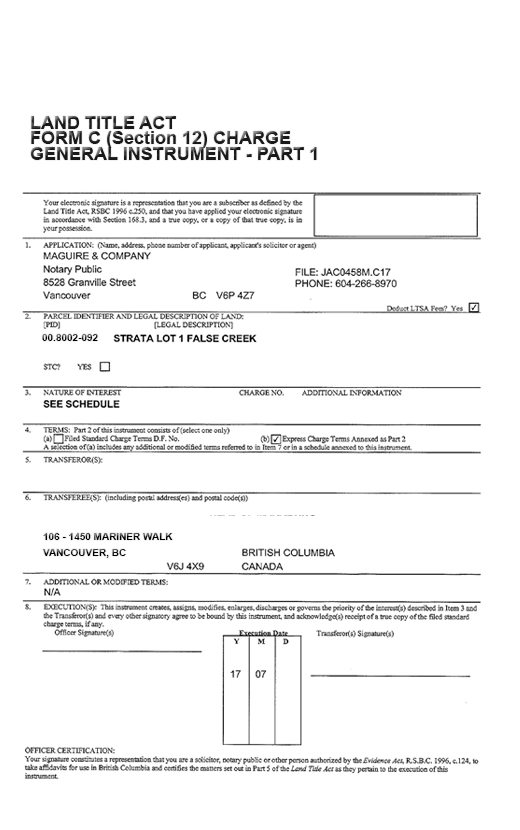 LAND TITLE ACT
FORM C (Section 12) CHARGE
GENERAL INSTRUMENT - PART 1
Your electronic signature is a representation that you are a subscriber as defined by the
Land Title Act, RSBC 1996 c.250, and that you have applied your electronic signature
in accordance with Section 168.3, and a true copy, or a copy of that true copy, is in
your possession.
1. APPLICATION: (Name, address, phone number of applicant, applicant's solicitor or agent)
MAGUIRE & COMPANY
Notary Public FILE: JAC0458M.C17
8528 Granville Street PHONE: 604-266-8970
Vancouver BC V6P 4Z7
Deduct LTSA Fees? Yes ☑
2. PARCEL IDENTIFIER AND LEGAL DESCRIPTION OF LAND:
[PID] [LEGAL DESCRIPTION]
00.8002-092 STRATA LOT 1 FALSE CREEK
STC? YES ☐
3. NATURE OF INTEREST CHARGE NO. ADDITIONAL INFORMATION
SEE SCHEDULE
4. TERMS: Part 2 of this instrument consists of (select one only)
(a) ☐ Filed Standard Charge Terms D.F. No. (b) ☑ Express Charge Terms Annexed as Part 2
A selection of (a) includes any additional or modified terms referred to in Item 7 or in a schedule annexed to this instrument.
5. TRANSFEROR(S):
6. TRANSFEREE(S): (including postal address(es) and postal code(s))
106 - 1450 MARINER WALK
VANCOUVER, BC BRITISH COLUMBIA
V6J 4X9 CANADA
7. ADDITIONAL OR MODIFIED TERMS:
N/A
8. EXECUTION(S): This instrument creates, assigns, modifies, enlarges, discharges or governs the priority of the interest(s) described in Item 3 and
the Transferor(s) and every other signatory agree to be bound by this instrument, and acknowledge(s) receipt of a true copy of the filed standard
charge terms, if any.
Officer Signature(s) Execution Date Transferor(s) Signature(s)
Y M D
17 07
OFFICER CERTIFICATION:
Your signature constitutes a representation that you are a solicitor, notary public or other person authorized by the Evidence Act, R.S.B.C. 1996, c.124, to
take affidavits for use in British Columbia and certifies the matters set out in Part 5 of the Land Title Act as they pertain to the execution of this
instrument.